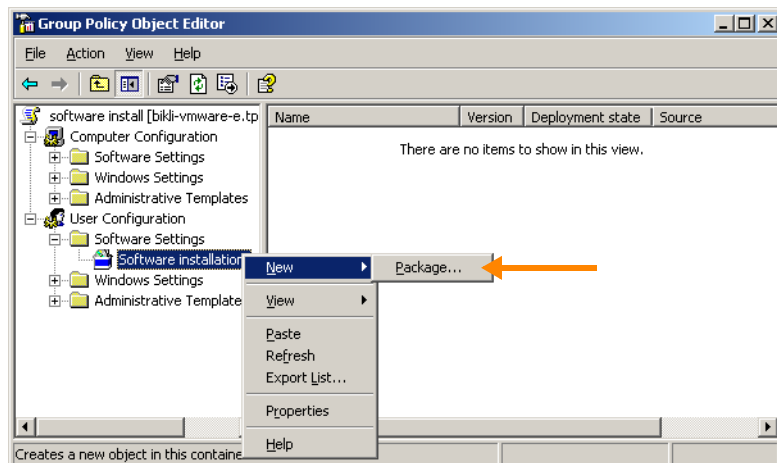 Group Policy Object Editor
File Action View Help
software install [bikli-vmware-e.tp
Computer Configuration
Software Settings
Windows Settings
Administrative Templates
User Configuration
Software Settings
Software installation
Windows Settings
Administrative Template
Name Version Deployment state Source
There are no items to show in this view.
New
Package...
View
Paste
Refresh
Export List...
Properties
Help
Creates a new object in this containe